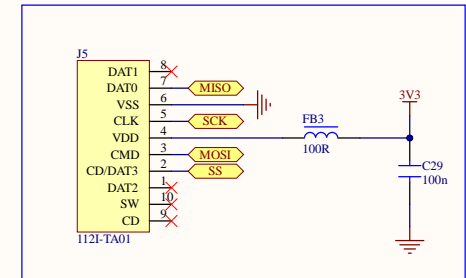 J5
DAT1 8
DAT0 7 MISO
VSS 6
CLK 5 SCK
VDD 4
CMD 3 MOSI
CD/DAT3 2 SS
DAT2 1
SW 10
CD 9
112I-TA01
FB3
100R
3V3
C29
100n